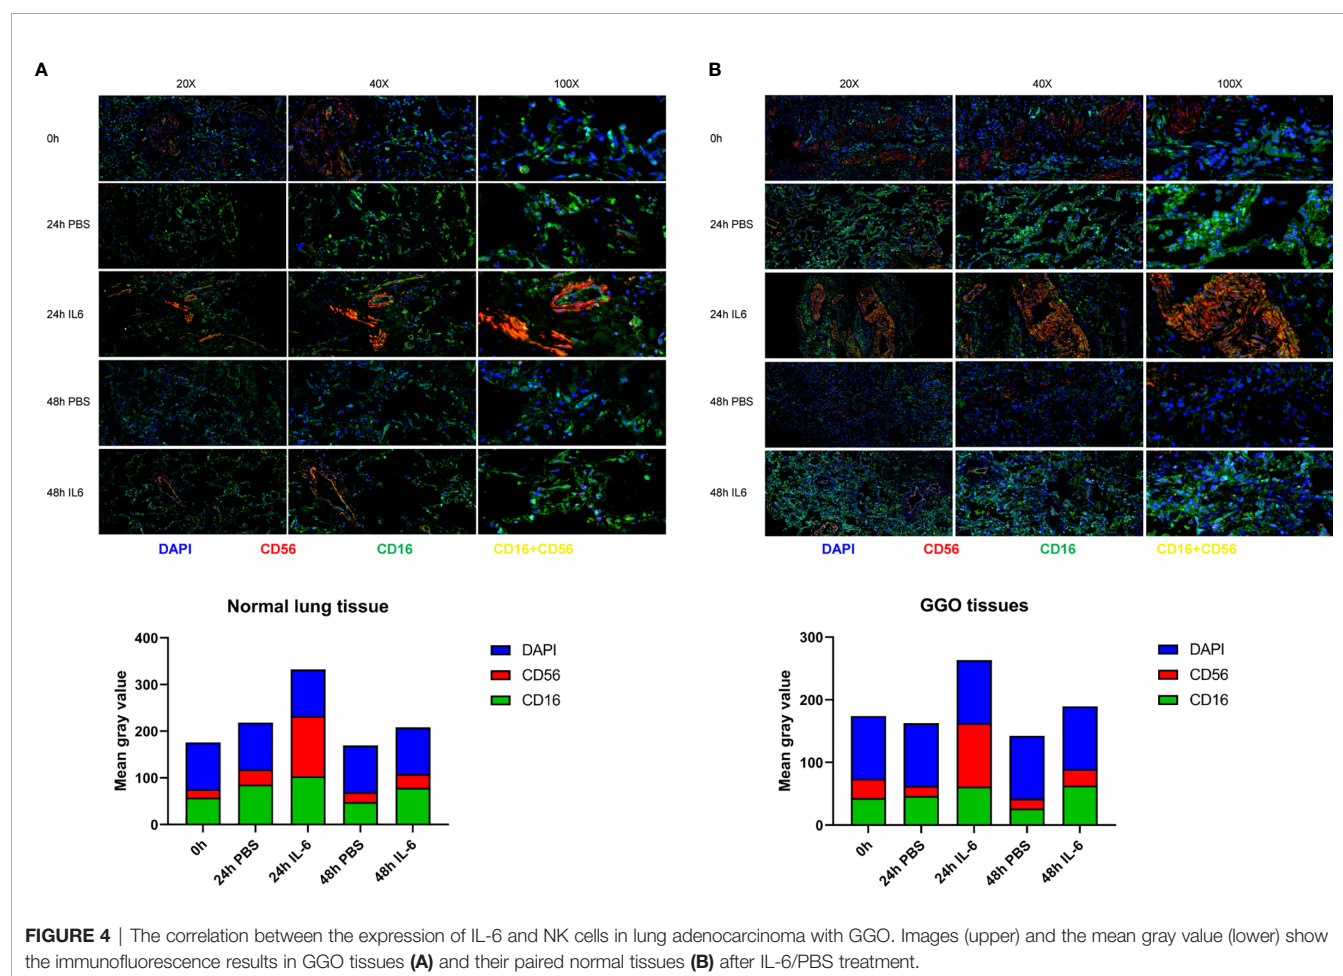 A
20X 40X 100X
0h
24h PBS
24h IL6
48h PBS
48h IL6
DAPI CD56 CD16 CD16+CD56
Normal lung tissue
Mean gray value
400
300
200
100
0
0h 24h PBS 24h IL-6 48h PBS 48h IL-6
DAPI
CD56
CD16
B
20X 40X 100X
0h
24h PBS
24h IL6
48h PBS
48h IL6
DAPI CD56 CD16 CD16+CD56
GGO tissues
Mean gray value
300
200
100
0
0h 24h PBS 24h IL-6 48h PBS 48h IL-6
DAPI
CD56
CD16
FIGURE 4 | The correlation between the expression of IL-6 and NK cells in lung adenocarcinoma with GGO. Images (upper) and the mean gray value (lower) show
the immunofluorescence results in GGO tissues (A) and their paired normal tissues (B) after IL-6/PBS treatment.